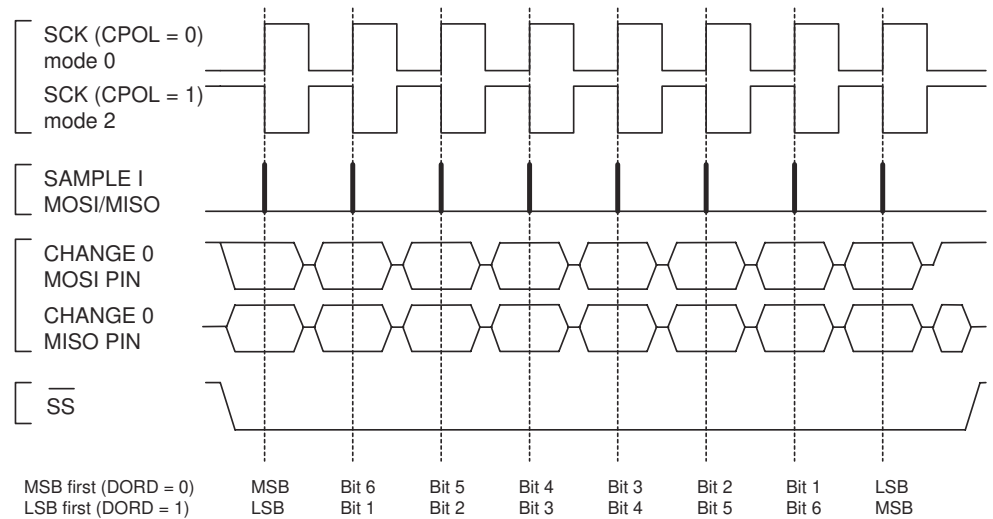 SCK (CPOL = 0)
mode 0
SCK (CPOL = 1)
mode 2
SAMPLE I
MOSI/MISO
CHANGE 0
MOSI PIN
CHANGE 0
MISO PIN
SS
MSB first (DORD = 0) MSB Bit 6 Bit 5 Bit 4 Bit 3 Bit 2 Bit 1 LSB
LSB first (DORD = 1) LSB Bit 1 Bit 2 Bit 3 Bit 4 Bit 5 Bit 6 MSB